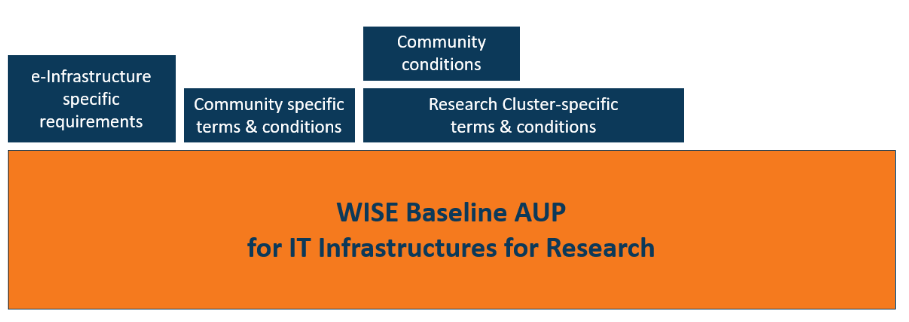 e-Infrastructure
specific
requirements
Community specific
terms & conditions
Community
conditions
Research Cluster-specific
terms & conditions
WISE Baseline AUP
for IT Infrastructures for Research